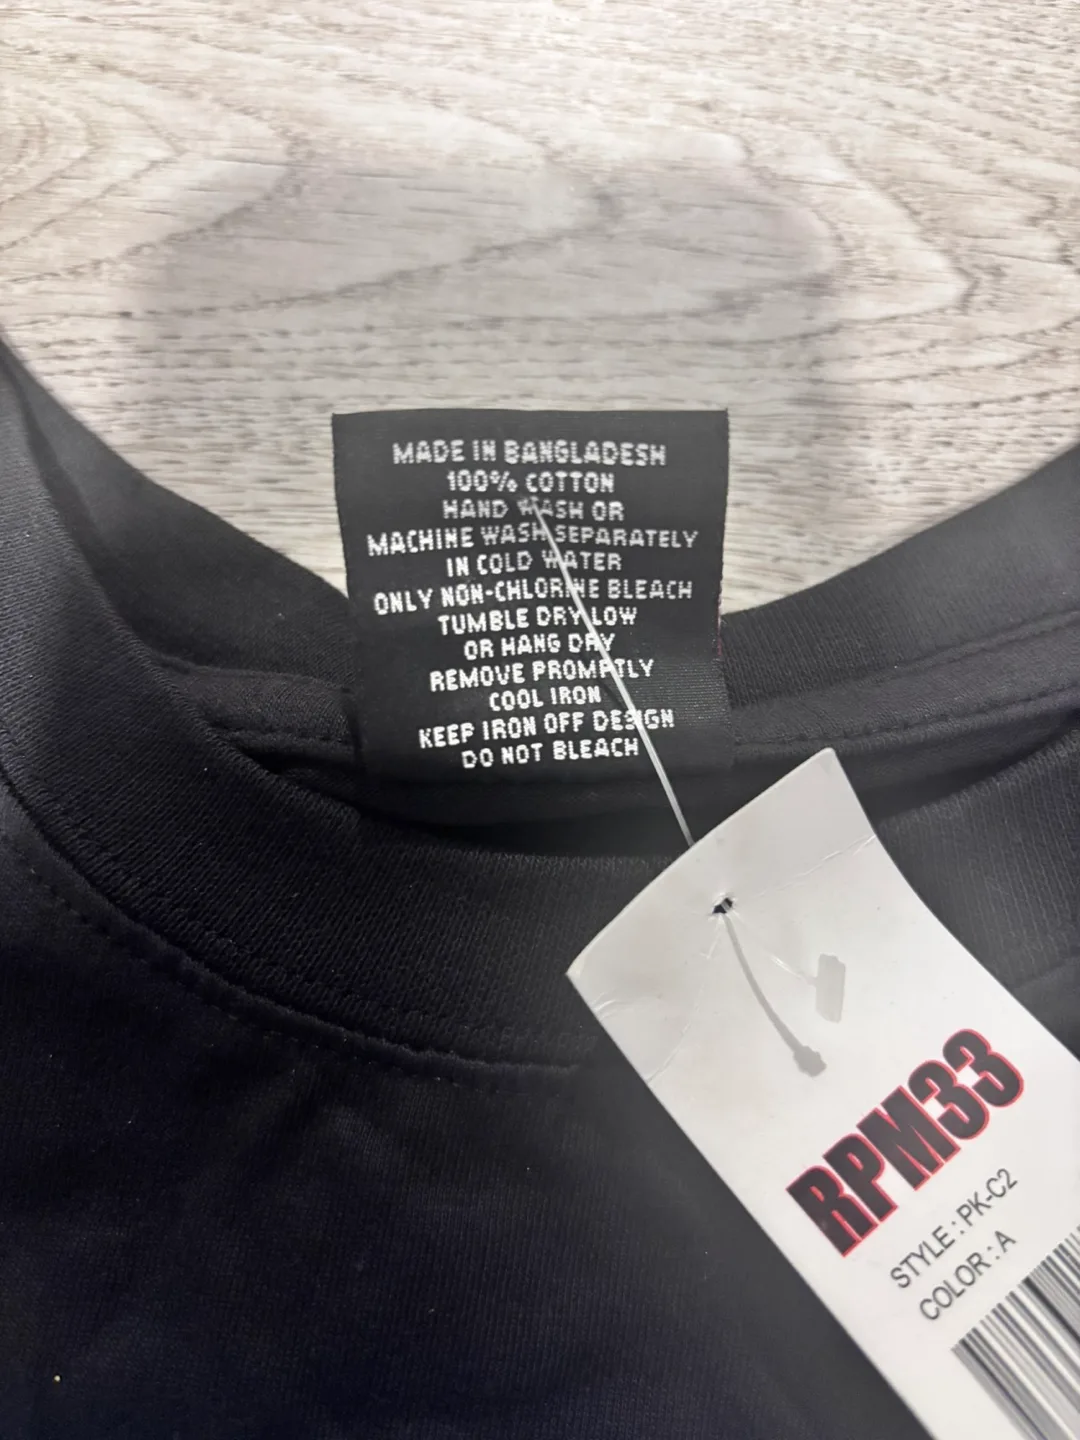 MADE IN BANGLADESH
100% COTTON
HAND WASH OR
MACHINE WASH SEPARATELY
IN COLD WATER
ONLY NON-CHLORINE BLEACH
TUMBLE DRY LOW
OR HANG DRY
REMOVE PROMPTLY
COOL IRON
KEEP IRON OFF DESIGN
DO NOT BLEACH
RPM33
STYLE : PK-C2
COLOR : A